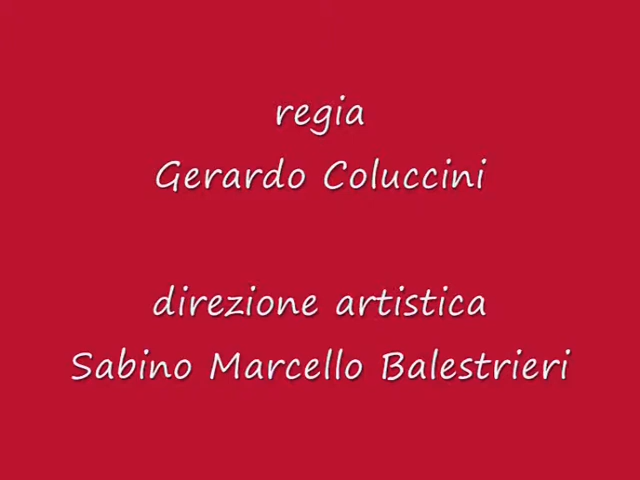 regia
Gerardo Coluccini
direzione artistica
Sabino Marcello Balestrieri